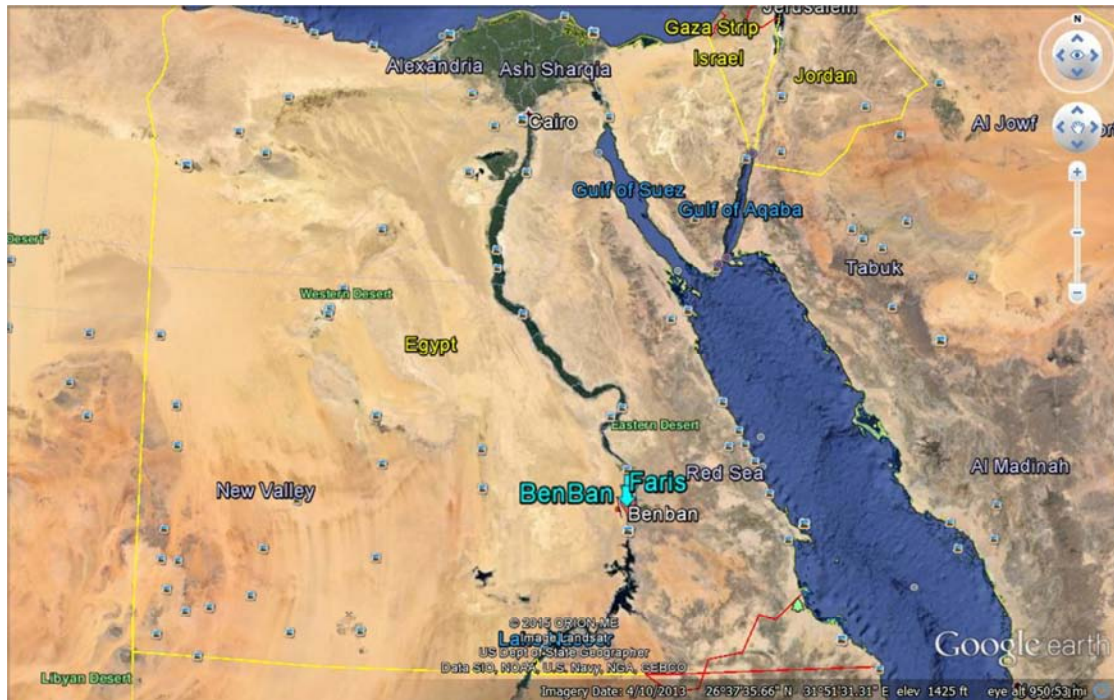 Jerusalem
Gaza Strip
Israel
Alexandria
Ash Sharqia
Jordan
N
Cairo
Al Jowf
Gulf of Suez
Gulf of Aqaba
Desert
Tabuk
Western Desert
Egypt
Eastern Desert
New Valley
BenBan
Faris
Red Sea
Al Madinah
Benban
© 2015 ORION-ME
Image Landsat
US Dept of State Geographer
Data SIO, NOAA, U.S. Navy, NGA, GEBCO
Google earth
Libyan Desert
Imagery Date: 4/10/2013 26°37'35.66" N 31°51'31.31" E elev 1425 ft eye alt 950.53 mi